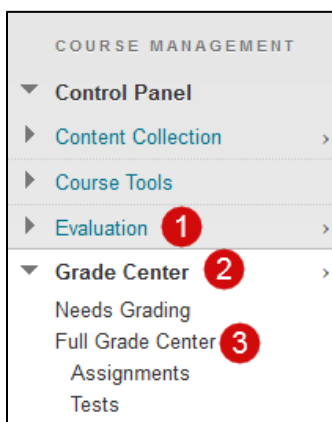 COURSE MANAGEMENT
Control Panel
Content Collection
Course Tools
Evaluation 1
Grade Center 2
Needs Grading
Full Grade Center 3
Assignments
Tests